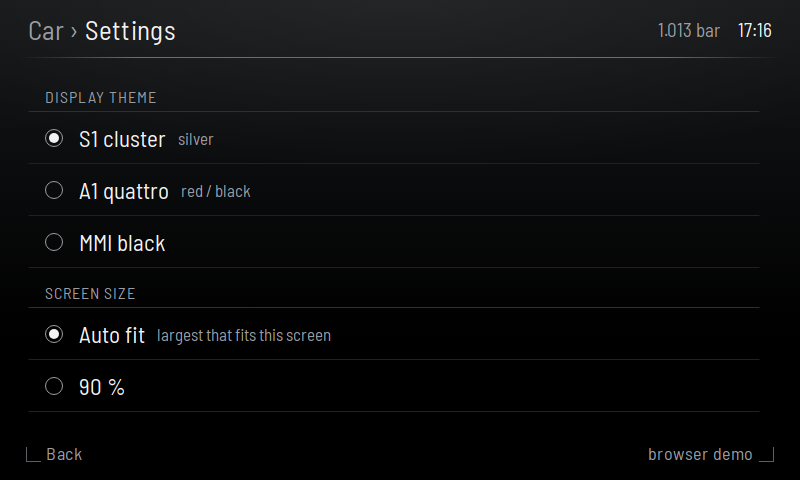 Car › Settings
1.013 bar 17:16
DISPLAY THEME
S1 cluster silver
A1 quattro red / black
MMI black
SCREEN SIZE
Auto fit largest that fits this screen
90 %
Back
browser demo